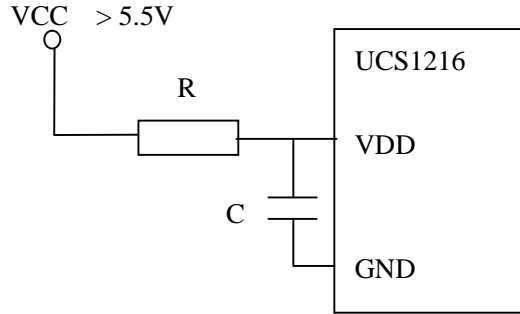 VCC > 5.5V
UCS1216
R
VDD
C
GND